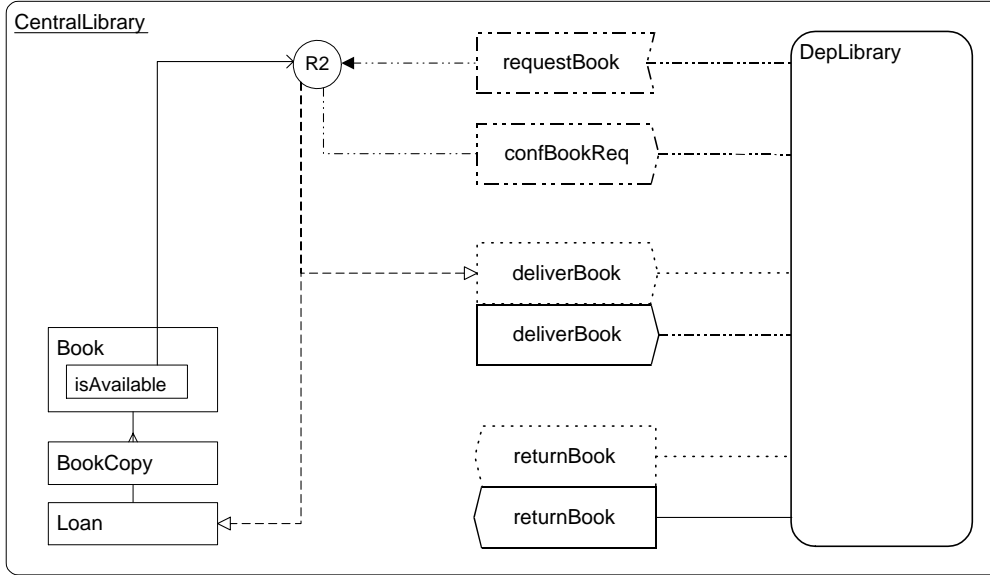 CentralLibrary
R2
requestBook
DepLibrary
confBookReq
deliverBook
deliverBook
Book
isAvailable
BookCopy
returnBook
Loan
returnBook